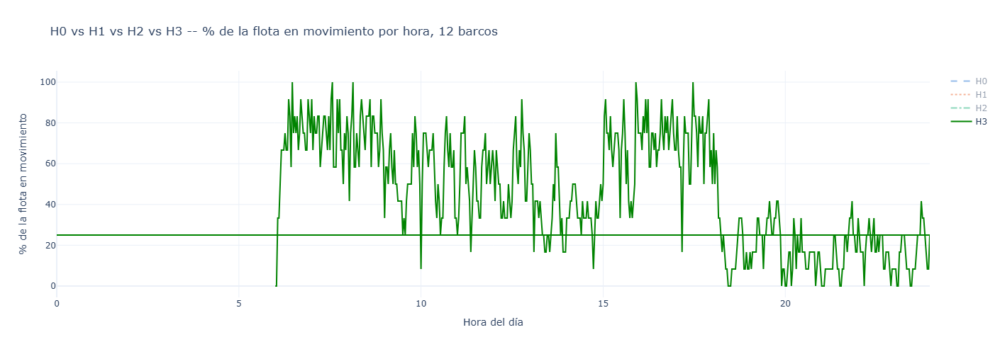 H0 vs H1 vs H2 vs H3 -- % de la flota en movimiento por hora, 12 barcos
% de la flota en movimiento
100
80
60
40
20
0
0 5 10 15 20
Hora del día
H0
H1
H2
H3